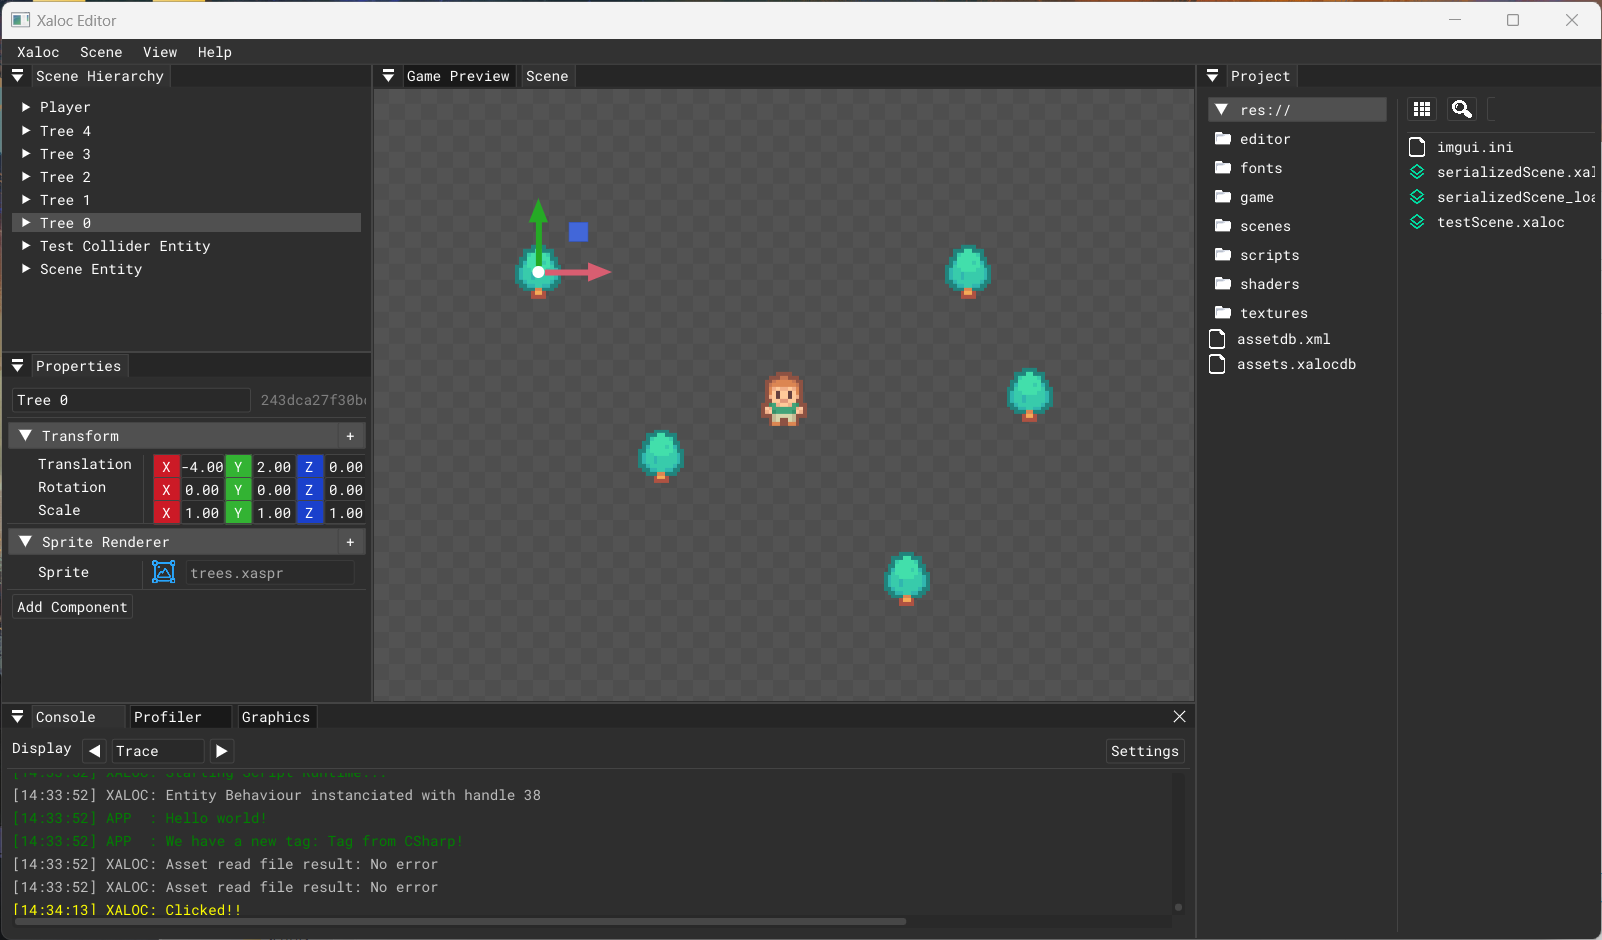 Xaloc Editor
Xaloc Scene View Help
Scene Hierarchy
Player
Tree 4
Tree 3
Tree 2
Tree 1
Tree 0
Test Collider Entity
Scene Entity
Properties
Tree 0 243dca27f30b
Transform +
Translation X -4.00 Y 2.00 Z 0.00
Rotation X 0.00 Y 0.00 Z 0.00
Scale X 1.00 Y 1.00 Z 1.00
Sprite Renderer +
Sprite trees.xaspr
Add Component
Game Preview Scene
Project
res://
editor
fonts
game
scenes
scripts
shaders
textures
assetdb.xml
assets.xalocdb
imgui.ini
serializedScene.xal
serializedScene_loa
testScene.xaloc
Console Profiler Graphics
Display Trace Settings
[14:33:52] XALOC: Starting Script Runtime...
[14:33:52] XALOC: Entity Behaviour instanciated with handle 38
[14:33:52] APP  : Hello world!
[14:33:52] APP  : We have a new tag: Tag from CSharp!
[14:33:52] XALOC: Asset read file result: No error
[14:33:52] XALOC: Asset read file result: No error
[14:34:13] XALOC: Clicked!!